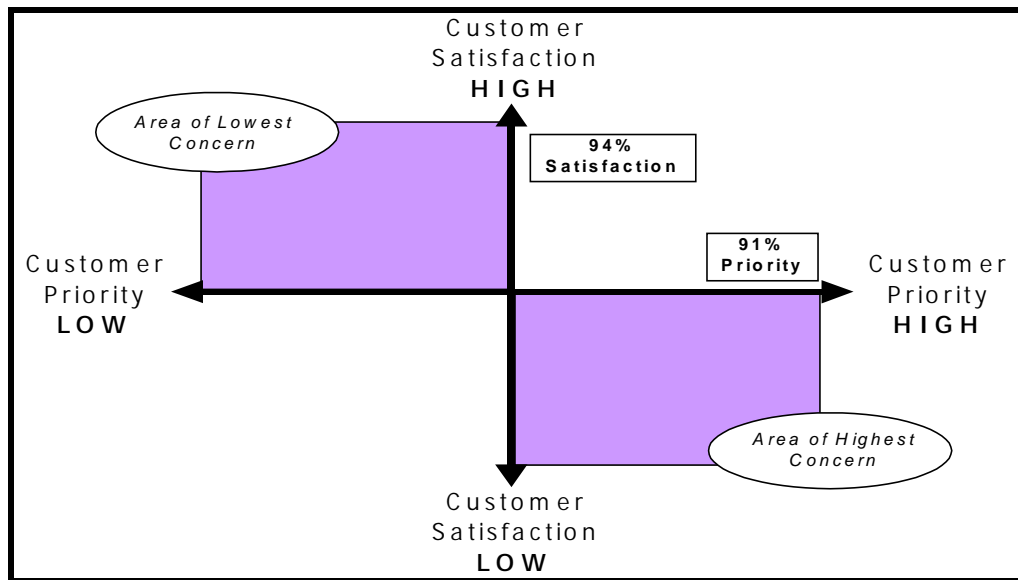 Customer
Satisfaction
HIGH
Area of Lowest
Concern
94%
Satisfaction
Customer
Priority
LOW
91%
Priority
Customer
Priority
HIGH
Area of Highest
Concern
Customer
Satisfaction
LOW